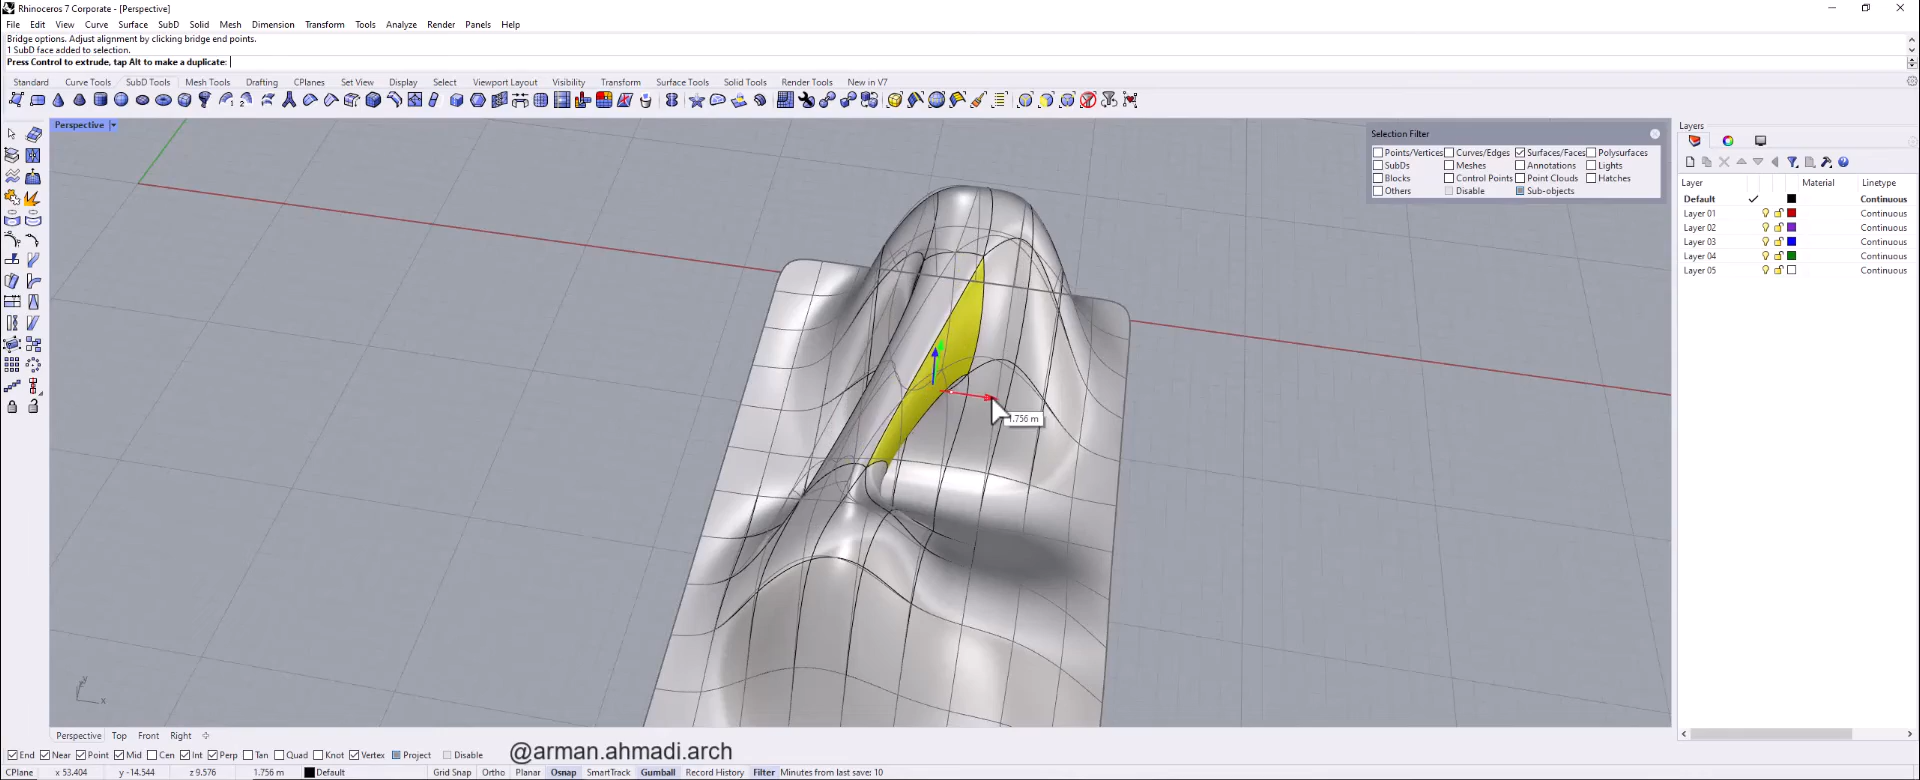 Rhinoceros 7 Corporate - [Perspective]
File Edit View Curve Surface SubD Solid Mesh Dimension Transform Tools Analyze Render Panels Help
Bridge options. Adjust alignment by clicking bridge end points.
1 SubD face added to selection.
Press Control to extrude, tap Alt to make a duplicate:
Standard Curve Tools SubD Tools Mesh Tools Drafting CPlanes Set View Display Select Viewport Layout Visibility Transform Surface Tools Solid Tools Render Tools New in V7
Perspective
Selection Filter
Points/Vertices Curves/Edges Surfaces/Faces Polysurfaces
SubDs Meshes Annotations Lights
Blocks Control Points Point Clouds Hatches
Others Disable Sub-objects
Layers
Layer Material Linetype
Default Continuous
Layer 01 Continuous
Layer 02 Continuous
Layer 03 Continuous
Layer 04 Continuous
Layer 05 Continuous
1.756 m
y
x
Perspective Top Front Right
End Near Point Mid Cen Int Perp Tan Quad Knot Vertex Project Disable
@arman.ahmadi.arch
CPlane x 53.404 y -14.544 z 9.576 1.756 m Default Grid Snap Ortho Planar Osnap SmartTrack Gumball Record History Filter Minutes from last save: 10